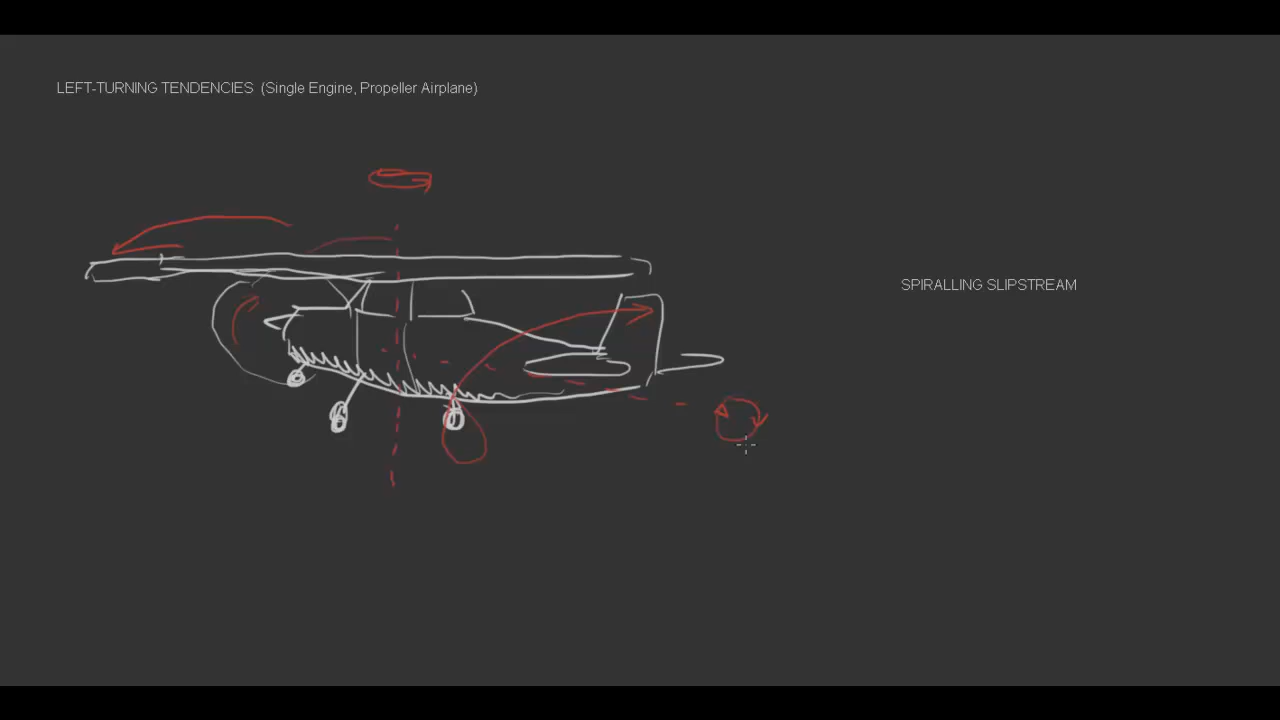 LEFT-TURNING TENDENCIES (Single Engine, Propeller Airplane)
SPIRALLING SLIPSTREAM